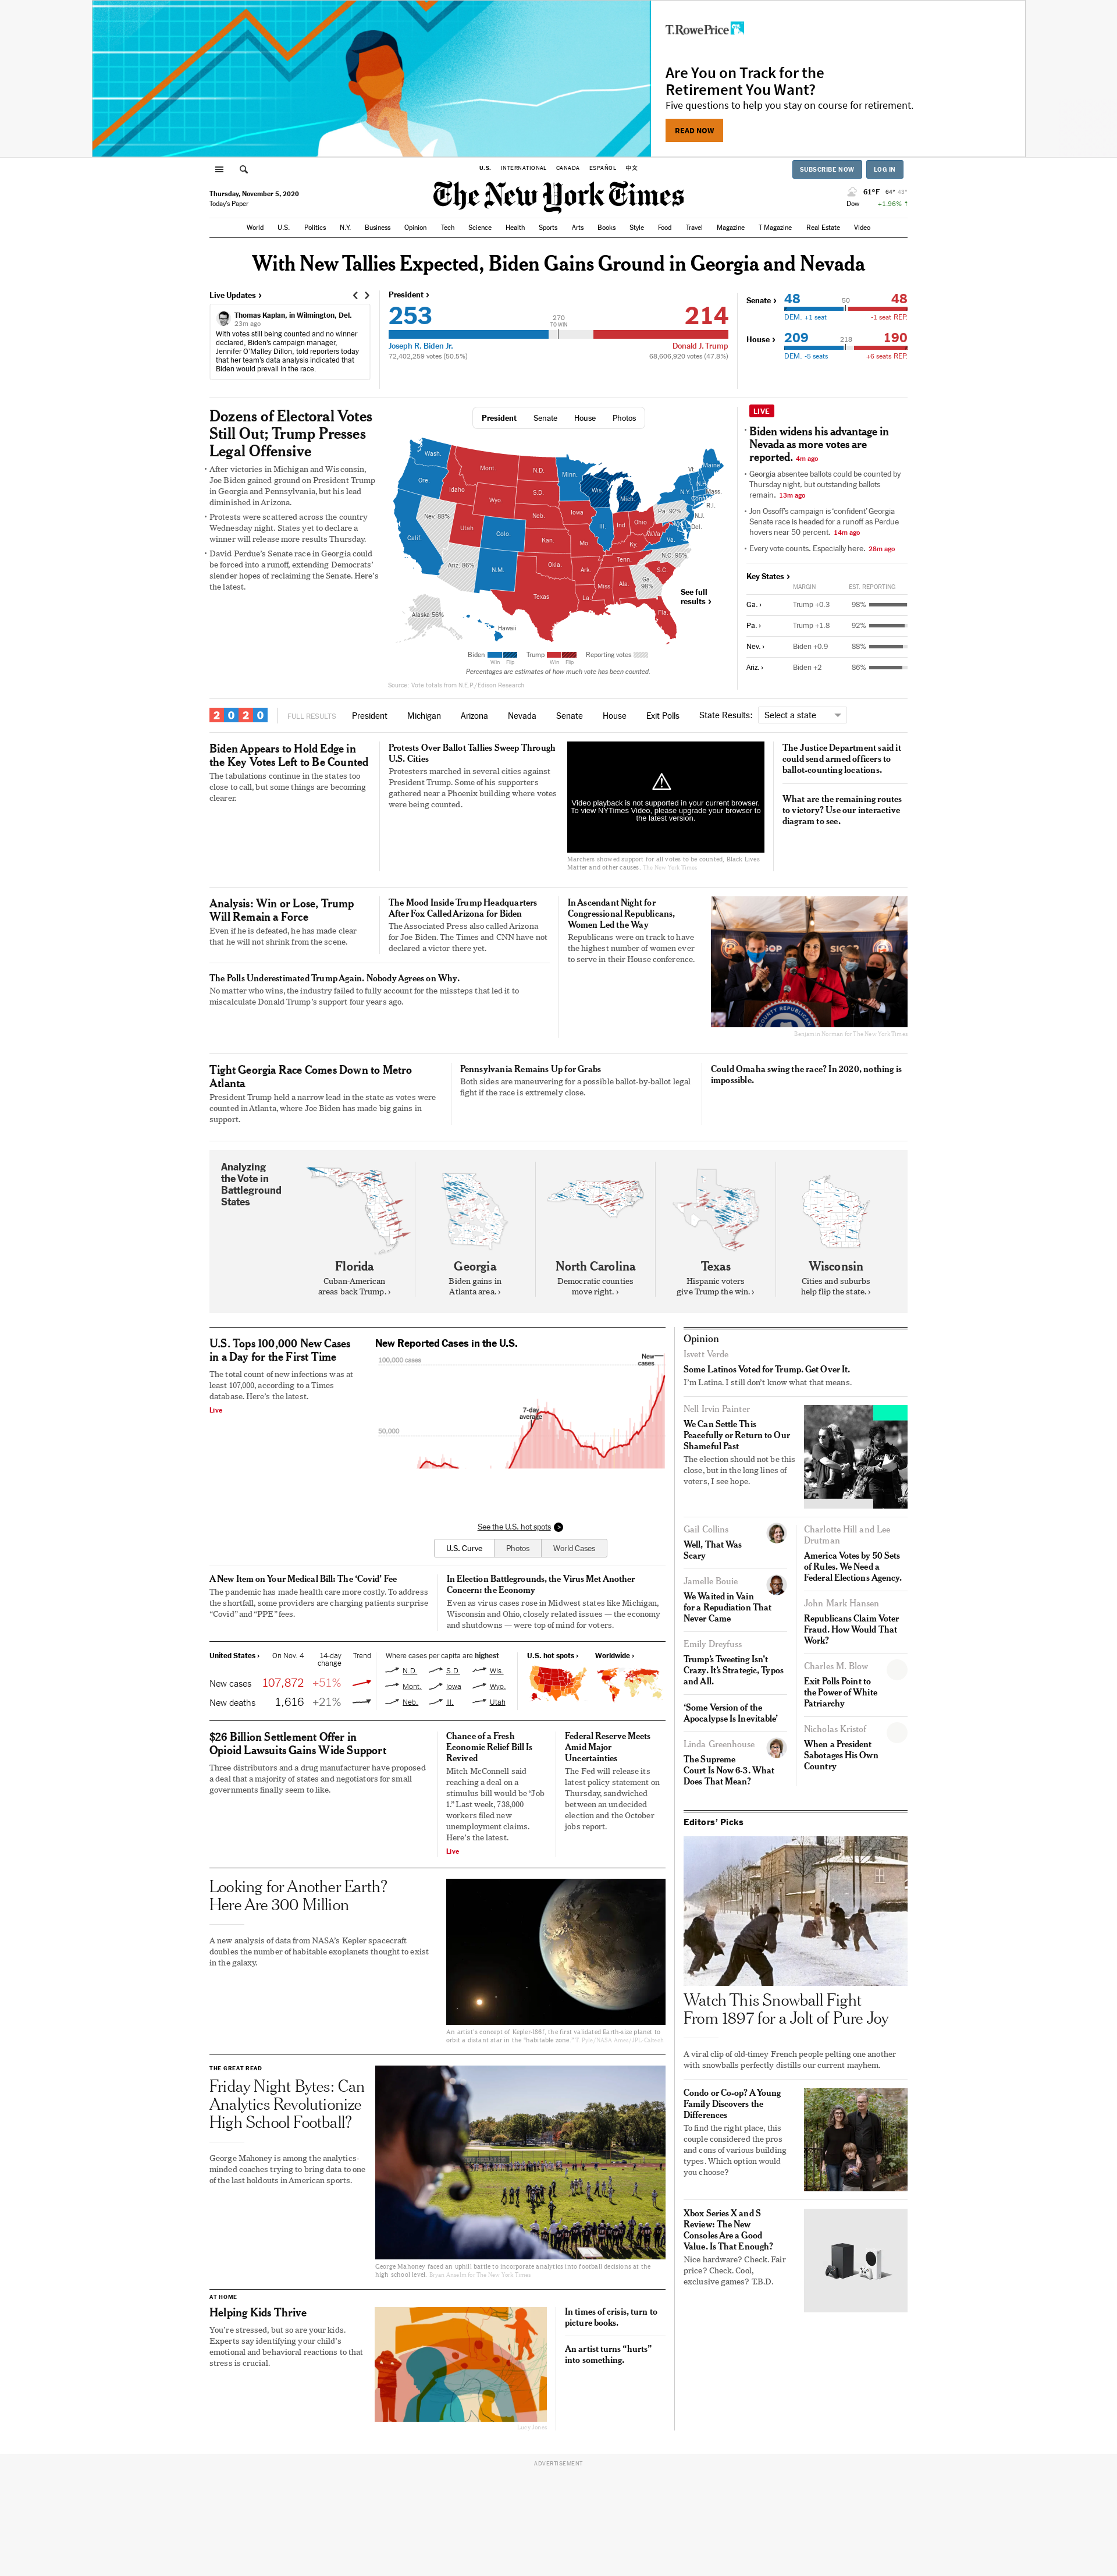 T.RowePrice
Are You on Track for the
Retirement You Want?
Five questions to help you stay on course for retirement.
READ NOW
U.S. INTERNATIONAL CANADA ESPAÑOL 中文
SUBSCRIBE NOW LOG IN
The New York Times
Thursday, November 5, 2020
Today's Paper
61°F 64° 43°
Dow +1.96% ↑
World U.S. Politics N.Y. Business Opinion Tech Science Health Sports Arts Books Style Food Travel Magazine T Magazine Real Estate Video
With New Tallies Expected, Biden Gains Ground in Georgia and Nevada
Live Updates ›
Thomas Kaplan, in Wilmington, Del.
23m ago
With votes still being counted and no winner
declared, Biden's campaign manager,
Jennifer O'Malley Dillon, told reporters today
that her team's data analysis indicated that
Biden would prevail in the race.
President ›
253 270 214
TO WIN
Joseph R. Biden Jr. Donald J. Trump
72,402,259 votes (50.5%) 68,606,920 votes (47.8%)
Senate › 48 50 48
DEM. +1 seat -1 seat REP.
House › 209 218 190
DEM. -5 seats +6 seats REP.
Dozens of Electoral Votes
Still Out; Trump Presses
Legal Offensive
• After victories in Michigan and Wisconsin,
Joe Biden gained ground on President Trump
in Georgia and Pennsylvania, but his lead
diminished in Arizona.
• Protests were scattered across the country
Wednesday night. States yet to declare a
winner will release more results Thursday.
• David Perdue's Senate race in Georgia could
be forced into a runoff, extending Democrats'
slender hopes of reclaiming the Senate. Here's
the latest.
President Senate House Photos
Wash.
Ore.
Calif.
Nev. 88%
Idaho
Mont.
Wyo.
Utah
Ariz. 86%
Colo.
N.M.
N.D.
S.D.
Neb.
Kan.
Okla.
Texas
Minn.
Iowa
Mo.
Ark.
La.
Wis.
Ill.
Mich.
Ind.
Ohio
Ky.
Tenn.
Miss.
Ala.
Ga.
98%
Fla.
S.C.
N.C. 95%
Va.
W.Va.
Pa. 92%
N.Y.
Vt.
N.H.
Maine
Mass.
R.I.
N.J.
Del.
Alaska 56%
Hawaii
See full
results ›
Biden Trump Reporting votes
Win Flip Win Flip
Percentages are estimates of how much vote has been counted.
Source: Vote totals from N.E.P./Edison Research
LIVE
• Biden widens his advantage in
Nevada as more votes are
reported. 4m ago
• Georgia absentee ballots could be counted by
Thursday night, but outstanding ballots
remain. 13m ago
• Jon Ossoff's campaign is 'confident' Georgia
Senate race is headed for a runoff as Perdue
hovers near 50 percent. 14m ago
• Every vote counts. Especially here. 28m ago
Key States ›
MARGIN EST. REPORTING
Ga. › Trump +0.3 98%
Pa. › Trump +1.8 92%
Nev. › Biden +0.9 88%
Ariz. › Biden +2 86%
2020 FULL RESULTS President Michigan Arizona Nevada Senate House Exit Polls State Results: Select a state
Biden Appears to Hold Edge in
the Key Votes Left to Be Counted
The tabulations continue in the states too
close to call, but some things are becoming
clearer.
Protests Over Ballot Tallies Sweep Through
U.S. Cities
Protesters marched in several cities against
President Trump. Some of his supporters
gathered near a Phoenix building where votes
were being counted.
Video playback is not supported in your current browser.
To view NYTimes Video, please upgrade your browser to
the latest version.
Marchers showed support for all votes to be counted, Black Lives
Matter and other causes. The New York Times
The Justice Department said it
could send armed officers to
ballot-counting locations.
What are the remaining routes
to victory? Use our interactive
diagram to see.
Analysis: Win or Lose, Trump
Will Remain a Force
Even if he is defeated, he has made clear
that he will not shrink from the scene.
The Mood Inside Trump Headquarters
After Fox Called Arizona for Biden
The Associated Press also called Arizona
for Joe Biden. The Times and CNN have not
declared a victor there yet.
The Polls Underestimated Trump Again. Nobody Agrees on Why.
No matter who wins, the industry failed to fully account for the missteps that led it to
miscalculate Donald Trump's support four years ago.
In Ascendant Night for
Congressional Republicans,
Women Led the Way
Republicans were on track to have
the highest number of women ever
to serve in their House conference.
Benjamin Norman for The New York Times
Tight Georgia Race Comes Down to Metro
Atlanta
President Trump held a narrow lead in the state as votes were
counted in Atlanta, where Joe Biden has made big gains in
support.
Pennsylvania Remains Up for Grabs
Both sides are maneuvering for a possible ballot-by-ballot legal
fight if the race is extremely close.
Could Omaha swing the race? In 2020, nothing is
impossible.
Analyzing
the Vote in
Battleground
States
Florida
Cuban-American
areas back Trump. ›
Georgia
Biden gains in
Atlanta area. ›
North Carolina
Democratic counties
move right. ›
Texas
Hispanic voters
give Trump the win. ›
Wisconsin
Cities and suburbs
help flip the state. ›
U.S. Tops 100,000 New Cases
in a Day for the First Time
The total count of new infections was at
least 107,000, according to a Times
database. Here's the latest.
Live
New Reported Cases in the U.S.
100,000 cases
New
cases
7-day
average
50,000
See the U.S. hot spots
U.S. Curve Photos World Cases
A New Item on Your Medical Bill: The 'Covid' Fee
The pandemic has made health care more costly. To address
the shortfall, some providers are charging patients surprise
"Covid" and "PPE" fees.
In Election Battlegrounds, the Virus Met Another
Concern: the Economy
Even as virus cases rose in Midwest states like Michigan,
Wisconsin and Ohio, closely related issues — the economy
and shutdowns — were top of mind for voters.
United States › On Nov. 4 14-day Trend
change
New cases 107,872 +51%
New deaths 1,616 +21%
Where cases per capita are highest
N.D. S.D. Wis.
Mont. Iowa Wyo.
Neb. Ill. Utah
U.S. hot spots › Worldwide ›
$26 Billion Settlement Offer in
Opioid Lawsuits Gains Wide Support
Three distributors and a drug manufacturer have proposed
a deal that a majority of states and negotiators for small
governments finally seem to like.
Chance of a Fresh
Economic Relief Bill Is
Revived
Mitch McConnell said
reaching a deal on a
stimulus bill would be "Job
1." Last week, 738,000
workers filed new
unemployment claims.
Here's the latest.
Live
Federal Reserve Meets
Amid Major
Uncertainties
The Fed will release its
latest policy statement on
Thursday, sandwiched
between an undecided
election and the October
jobs report.
Looking for Another Earth?
Here Are 300 Million
A new analysis of data from NASA's Kepler spacecraft
doubles the number of habitable exoplanets thought to exist
in the galaxy.
An artist's concept of Kepler-186f, the first validated Earth-size planet to
orbit a distant star in the "habitable zone." T. Pyle/NASA Ames/JPL-Caltech
THE GREAT READ
Friday Night Bytes: Can
Analytics Revolutionize
High School Football?
George Mahoney is among the analytics-
minded coaches trying to bring data to one
of the last holdouts in American sports.
George Mahoney faced an uphill battle to incorporate analytics into football decisions at the
high school level. Bryan Anselm for The New York Times
AT HOME
Helping Kids Thrive
You're stressed, but so are your kids.
Experts say identifying your child's
emotional and behavioral reactions to that
stress is crucial.
Lucy Jones
In times of crisis, turn to
picture books.
An artist turns "hurts"
into something.
Opinion
Isvett Verde
Some Latinos Voted for Trump. Get Over It.
I'm Latina. I still don't know what that means.
Nell Irvin Painter
We Can Settle This
Peacefully or Return to Our
Shameful Past
The election should not be this
close, but in the long lines of
voters, I see hope.
Gail Collins
Well, That Was
Scary
Jamelle Bouie
We Waited in Vain
for a Repudiation That
Never Came
Emily Dreyfuss
Trump's Tweeting Isn't
Crazy. It's Strategic, Typos
and All.
'Some Version of the
Apocalypse Is Inevitable'
Linda Greenhouse
The Supreme
Court Is Now 6-3. What
Does That Mean?
Charlotte Hill and Lee
Drutman
America Votes by 50 Sets
of Rules. We Need a
Federal Elections Agency.
John Mark Hansen
Republicans Claim Voter
Fraud. How Would That
Work?
Charles M. Blow
Exit Polls Point to
the Power of White
Patriarchy
Nicholas Kristof
When a President
Sabotages His Own
Country
Editors' Picks
Watch This Snowball Fight
From 1897 for a Jolt of Pure Joy
A viral clip of old-timey French people pelting one another
with snowballs perfectly distills our current mayhem.
Condo or Co-op? A Young
Family Discovers the
Differences
To find the right place, this
couple considered the pros
and cons of various building
types. Which option would
you choose?
Xbox Series X and S
Review: The New
Consoles Are a Good
Value. Is That Enough?
Nice hardware? Check. Fair
price? Check. Cool,
exclusive games? T.B.D.
ADVERTISEMENT